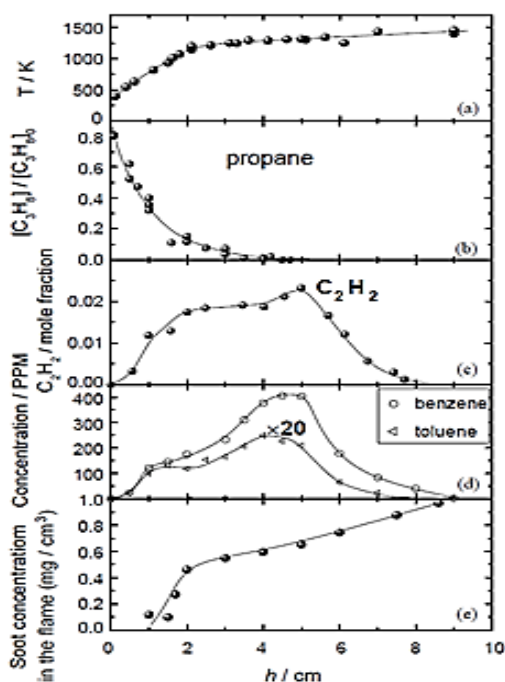 T / K
1500
1000
500
0
(a)
[C3H8] / [C3H8]0
0.8
0.6
0.4
0.2
0.0
propane
(b)
C2H2 / mole fraction
0.02
0.01
0.00
C2H2
(c)
Concentration / PPM
400
300
200
100
1.0
benzene
toluene
×20
(d)
Soot concentrationm
in the flame (mg / cm3)
0.8
0.6
0.4
0.2
0.0
(e)
0 2 4 6 8 10
h / cm